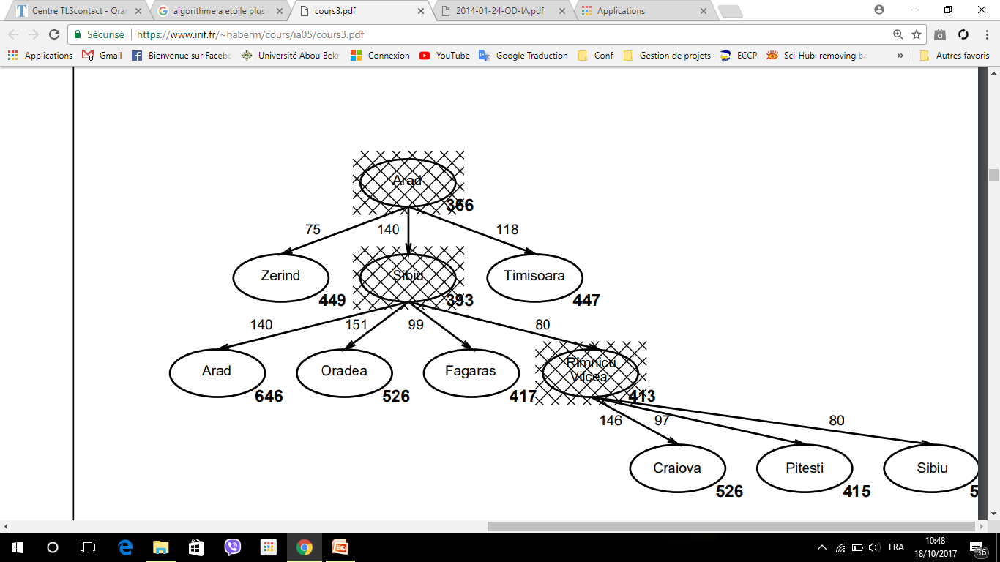 Centre TLScontact - Oran
algorithme a etoile plus
cours3.pdf
2014-01-24-OD-IA.pdf
Applications
Sécurisé
https://www.irif.fr/~haberm/cours/ia05/cours3.pdf
Applications
Gmail
Bienvenue sur Facebo
Université Abou Bekr
Connexion
YouTube
Google Traduction
Conf
Gestion de projets
ECCP
Sci-Hub: removing ba
»
Autres favoris
Arad
366
75
140
118
Zerind
449
Sibiu
393
Timisoara
447
140
151
99
80
Arad
646
Oradea
526
Fagaras
417
Rimnicu
Vilcea
413
146
97
80
Craiova
526
Pitesti
415
Sibiu
5
FRA
10:48
18/10/2017
36